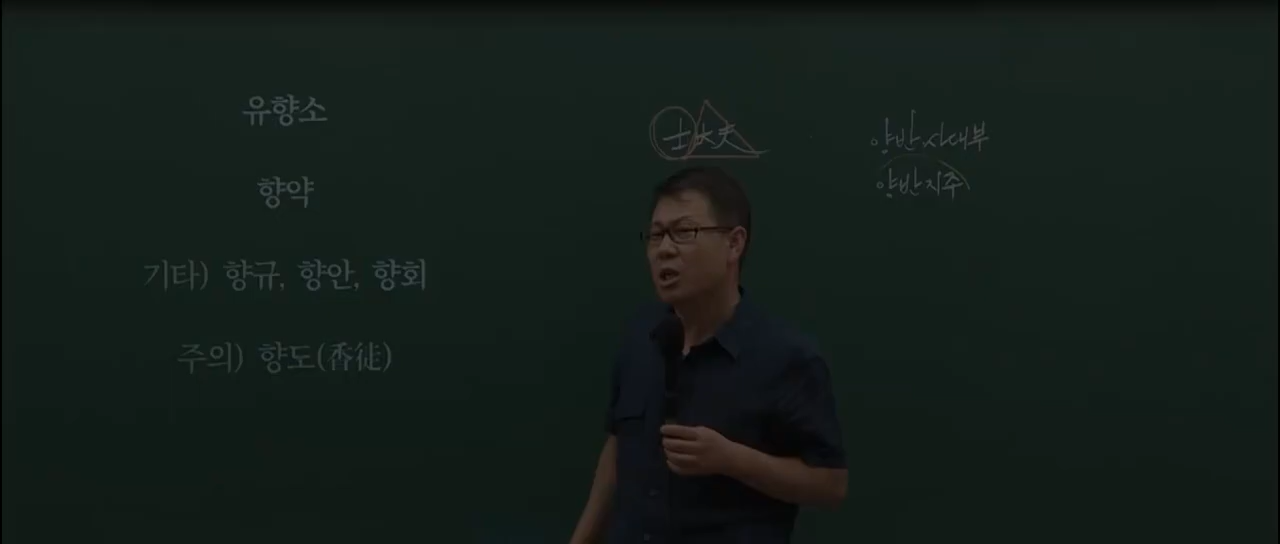 유향소
향약
기타) 향규, 향안, 향회
주의) 향도(香徒)
士大夫
양반 사대부
양반지주